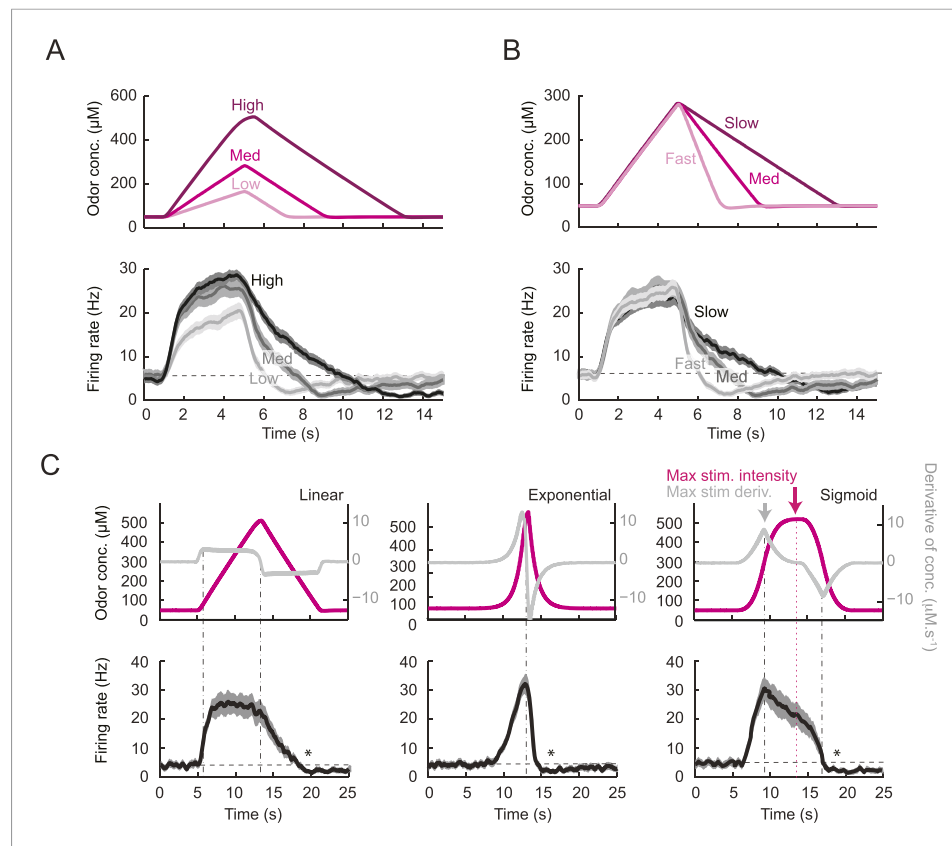 A
B
600
400
200
0
Odor conc. (µM)
High
Med
Low
300
200
100
0
Odor conc. (µM)
Slow
Fast
Med
30
20
10
0
Firing rate (Hz)
High
Med
Low
0 2 4 6 8 10 12 14
Time (s)
30
20
10
0
Firing rate (Hz)
Slow
Fast
Med
0 2 4 6 8 10 12 14
Time (s)
C
Linear
500
400
300
200
100
0
Odor conc. (µM)
10
0
−10
Exponential
500
400
300
200
100
0
10
0
−10
Max stim. intensity
Max stim deriv.
Sigmoid
500
400
300
200
100
0
10
0
−10
Derivative of conc. (µM.s-1)
40
30
20
10
0
Firing rate (Hz)
*
0 5 10 15 20 25
Time (s)
40
30
20
10
0
*
0 5 10 15 20 25
Time (s)
40
30
20
10
0
*
0 5 10 15 20 25
Time (s)